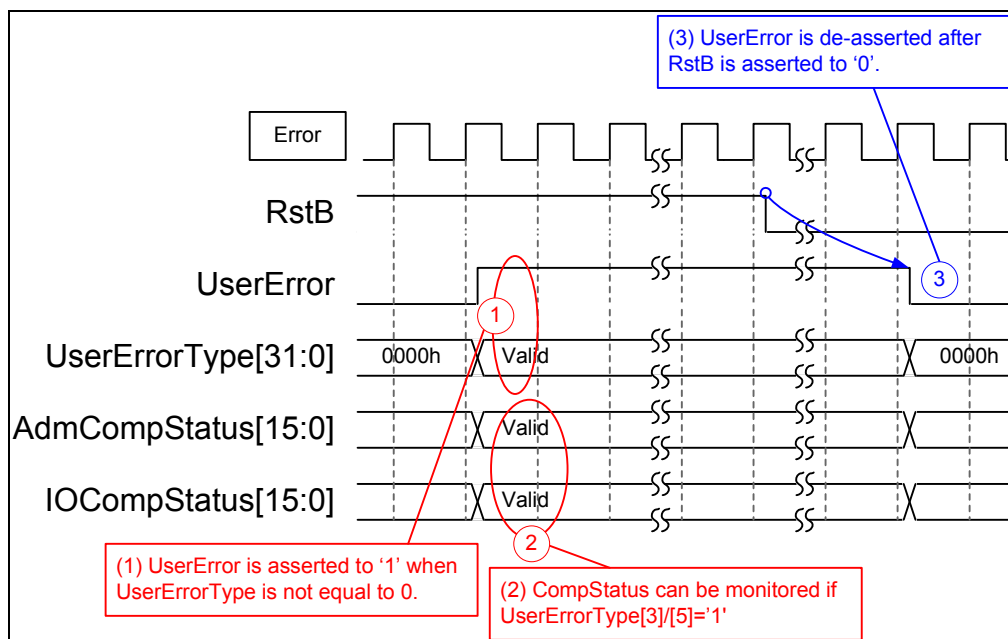 (3) UserError is de-asserted after
RstB is asserted to ‘0’.
Error
RstB
UserError
3
1
UserErrorType[31:0]
0000h
Valid
0000h
AdmCompStatus[15:0]
Valid
IOCompStatus[15:0]
Valid
2
(1) UserError is asserted to ‘1’ when
UserErrorType is not equal to 0.
(2) CompStatus can be monitored if
UserErrorType[3]/[5]=’1'